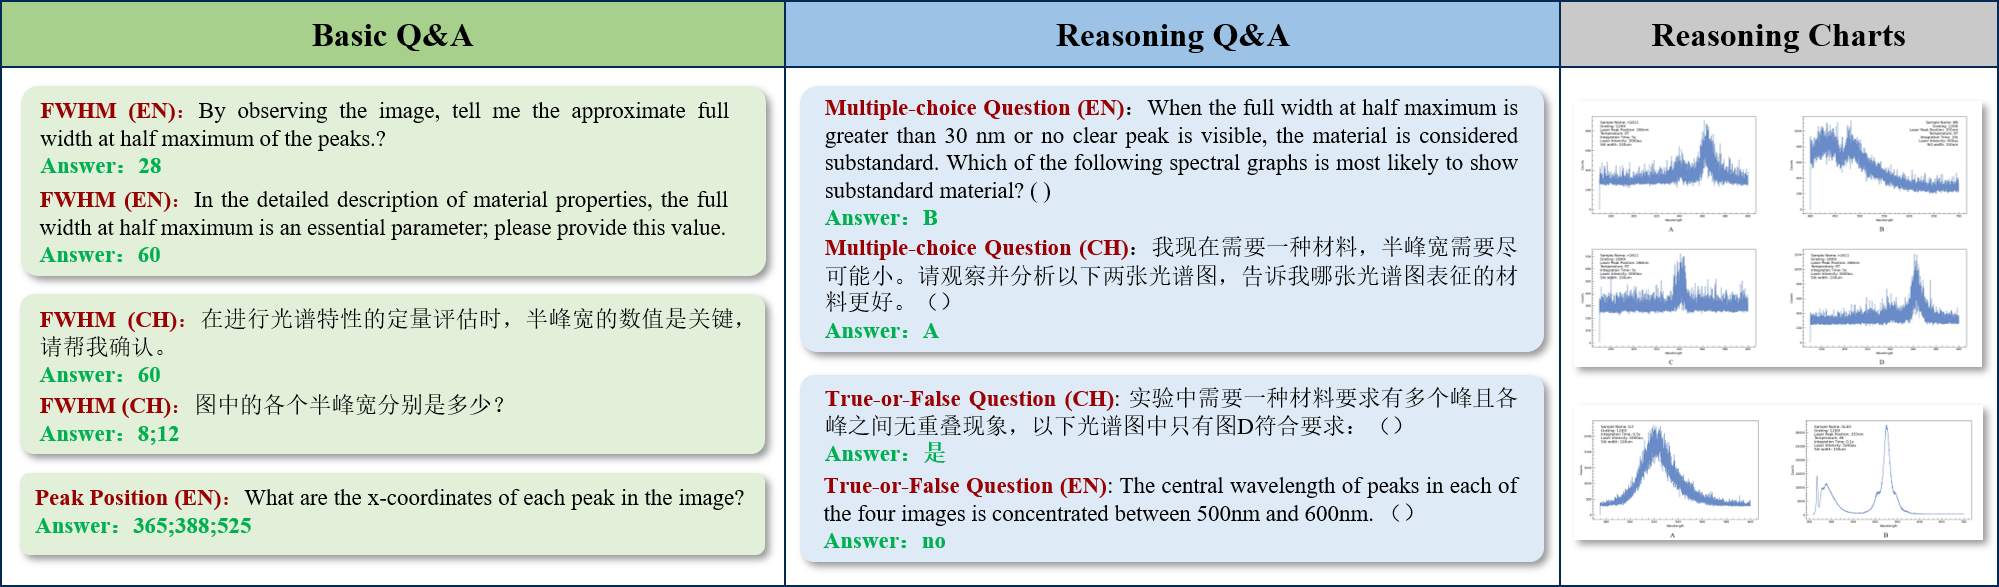 Basic Q&A
FWHM (EN)：By observing the image, tell me the approximate full
width at half maximum of the peaks.?
Answer：28
FWHM (EN)：In the detailed description of material properties, the full
width at half maximum is an essential parameter; please provide this value.
Answer：60
FWHM (CH)：在进行光谱特性的定量评估时，半峰宽的数值是关键，
请帮我确认。
Answer：60
FWHM (CH)：图中的各个半峰宽分别是多少？
Answer：8;12
Peak Position (EN)：What are the x-coordinates of each peak in the image?
Answer：365;388;525
Reasoning Q&A
Multiple-choice Question (EN)：When the full width at half maximum is
greater than 30 nm or no clear peak is visible, the material is considered
substandard. Which of the following spectral graphs is most likely to show
substandard material? ( )
Answer：B
Multiple-choice Question (CH)：我现在需要一种材料，半峰宽需要尽
可能小。请观察并分析以下两张光谱图，告诉我哪张光谱图表征的材
料更好。（）
Answer：A
True-or-False Question (CH): 实验中需要一种材料要求有多个峰且各
峰之间无重叠现象，以下光谱图中只有图D符合要求：（）
Answer：是
True-or-False Question (EN): The central wavelength of peaks in each of
the four images is concentrated between 500nm and 600nm.（）
Answer：no
Reasoning Charts
A
B
C
D
A
B